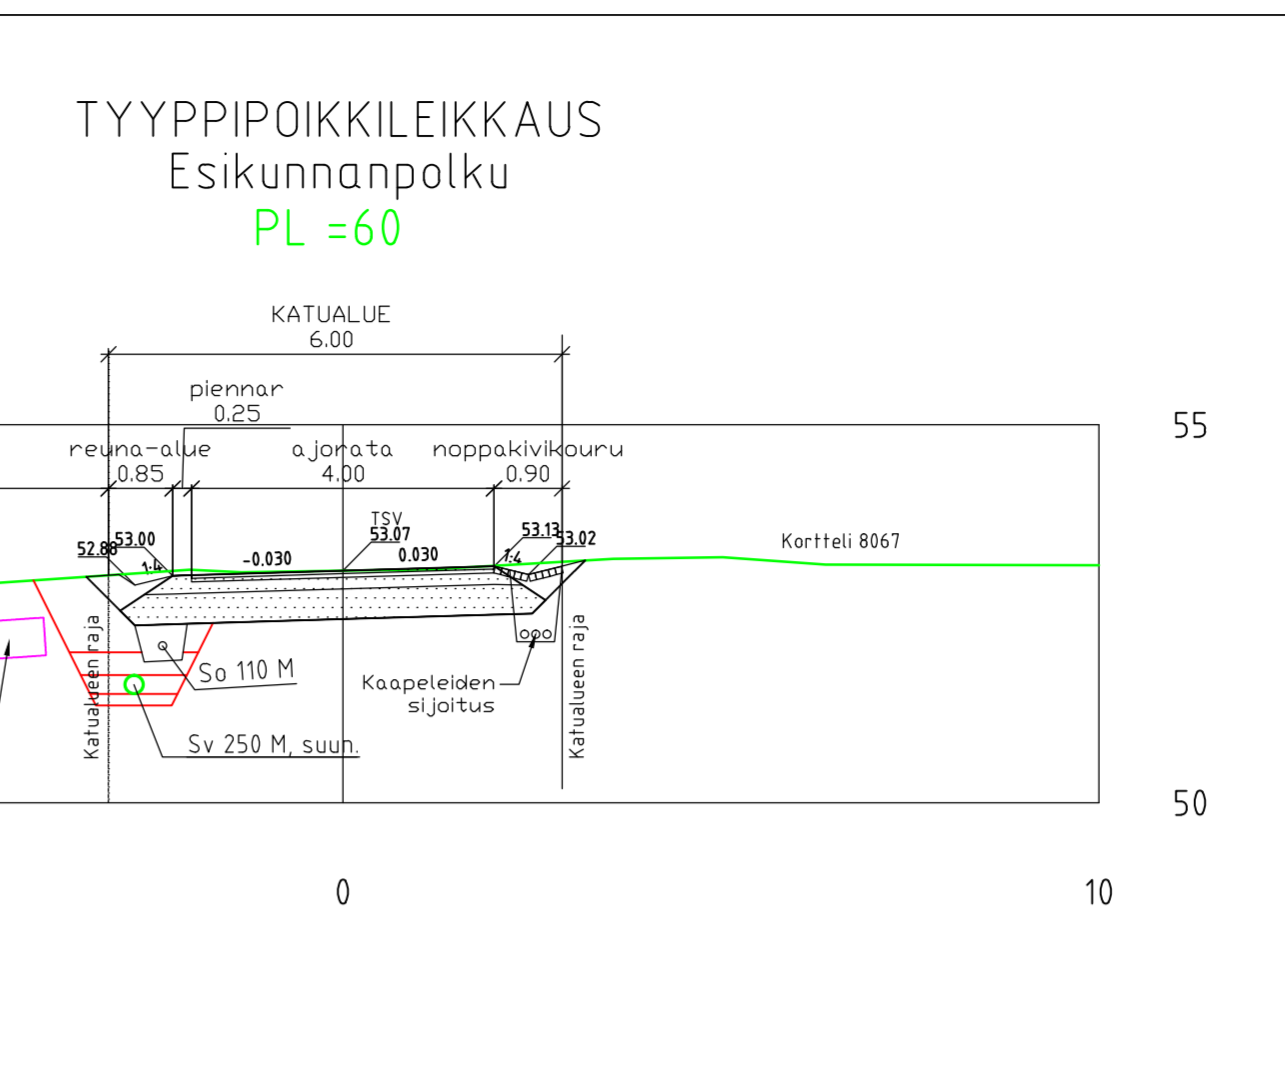 TYYPPIPOIKKILEIKKAUS
Esikunnanpolku
PL =60
KATUALUE
6.00
piennar
0.25
reuna-alue
0.85
ajorata
4.00
noppakivikouru
0.90
55
TSV
53.07
52.88
53.00
1:4
-0.030
0.030
53.13
1:4
53.02
Kortteli 8067
Katualueen raja
So 110 M
Sv 250 M, suun.
Kaapeleiden
sijoitus
Katualueen raja
50
0
10